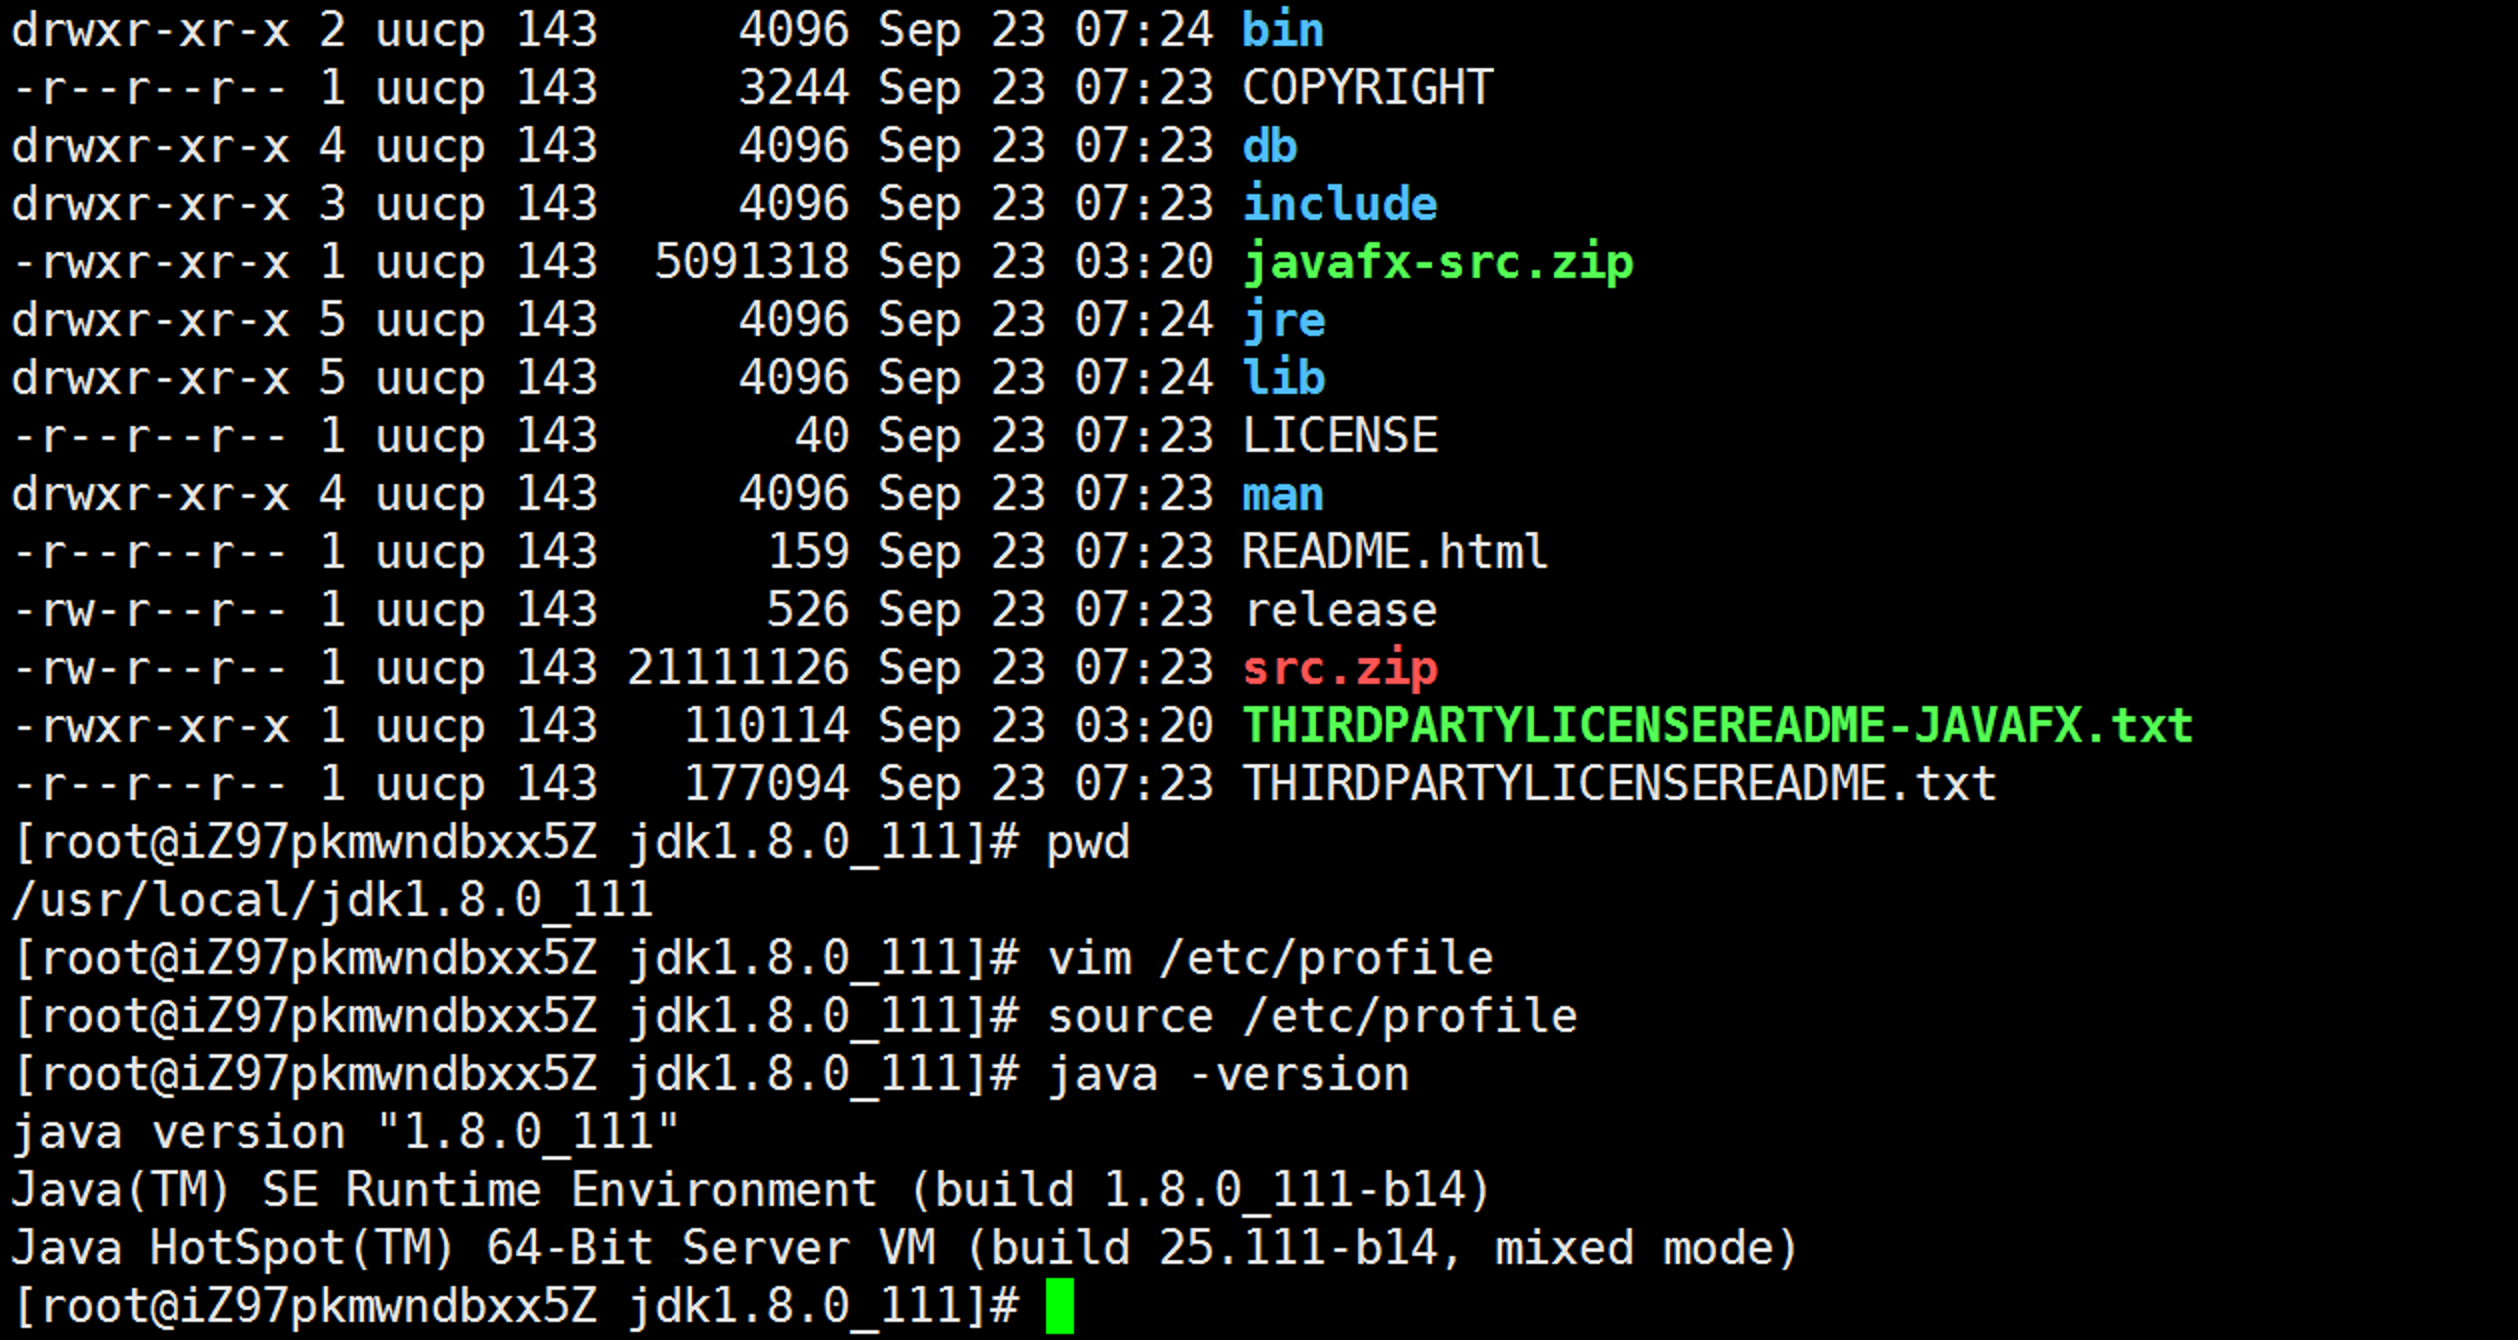 drwxr-xr-x 2 uucp 143     4096 Sep 23 07:24 bin
-r--r--r-- 1 uucp 143     3244 Sep 23 07:23 COPYRIGHT
drwxr-xr-x 4 uucp 143     4096 Sep 23 07:23 db
drwxr-xr-x 3 uucp 143     4096 Sep 23 07:23 include
-rwxr-xr-x 1 uucp 143  5091318 Sep 23 03:20 javafx-src.zip
drwxr-xr-x 5 uucp 143     4096 Sep 23 07:24 jre
drwxr-xr-x 5 uucp 143     4096 Sep 23 07:24 lib
-r--r--r-- 1 uucp 143       40 Sep 23 07:23 LICENSE
drwxr-xr-x 4 uucp 143     4096 Sep 23 07:23 man
-r--r--r-- 1 uucp 143      159 Sep 23 07:23 README.html
-rw-r--r-- 1 uucp 143      526 Sep 23 07:23 release
-rw-r--r-- 1 uucp 143 21111126 Sep 23 07:23 src.zip
-rwxr-xr-x 1 uucp 143   110114 Sep 23 03:20 THIRDPARTYLICENSEREADME-JAVAFX.txt
-r--r--r-- 1 uucp 143   177094 Sep 23 07:23 THIRDPARTYLICENSEREADME.txt
[root@iZ97pkmwndbxx5Z jdk1.8.0_111]# pwd
/usr/local/jdk1.8.0_111
[root@iZ97pkmwndbxx5Z jdk1.8.0_111]# vim /etc/profile
[root@iZ97pkmwndbxx5Z jdk1.8.0_111]# source /etc/profile
[root@iZ97pkmwndbxx5Z jdk1.8.0_111]# java -version
java version "1.8.0_111"
Java(TM) SE Runtime Environment (build 1.8.0_111-b14)
Java HotSpot(TM) 64-Bit Server VM (build 25.111-b14, mixed mode)
[root@iZ97pkmwndbxx5Z jdk1.8.0_111]#